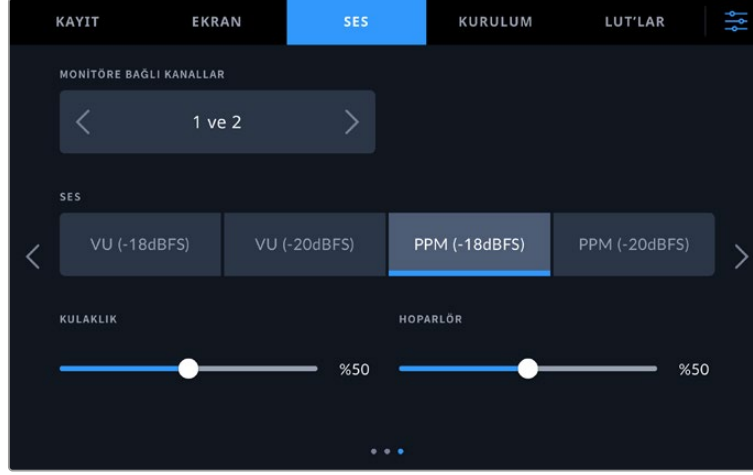 KAYIT EKRAN SES KURULUM LUT'LAR
MONİTÖRE BAĞLI KANALLAR
1 ve 2
SES
VU (-18dBFS) VU (-20dBFS) PPM (-18dBFS) PPM (-20dBFS)
KULAKLIK HOPARLÖR
%50 %50